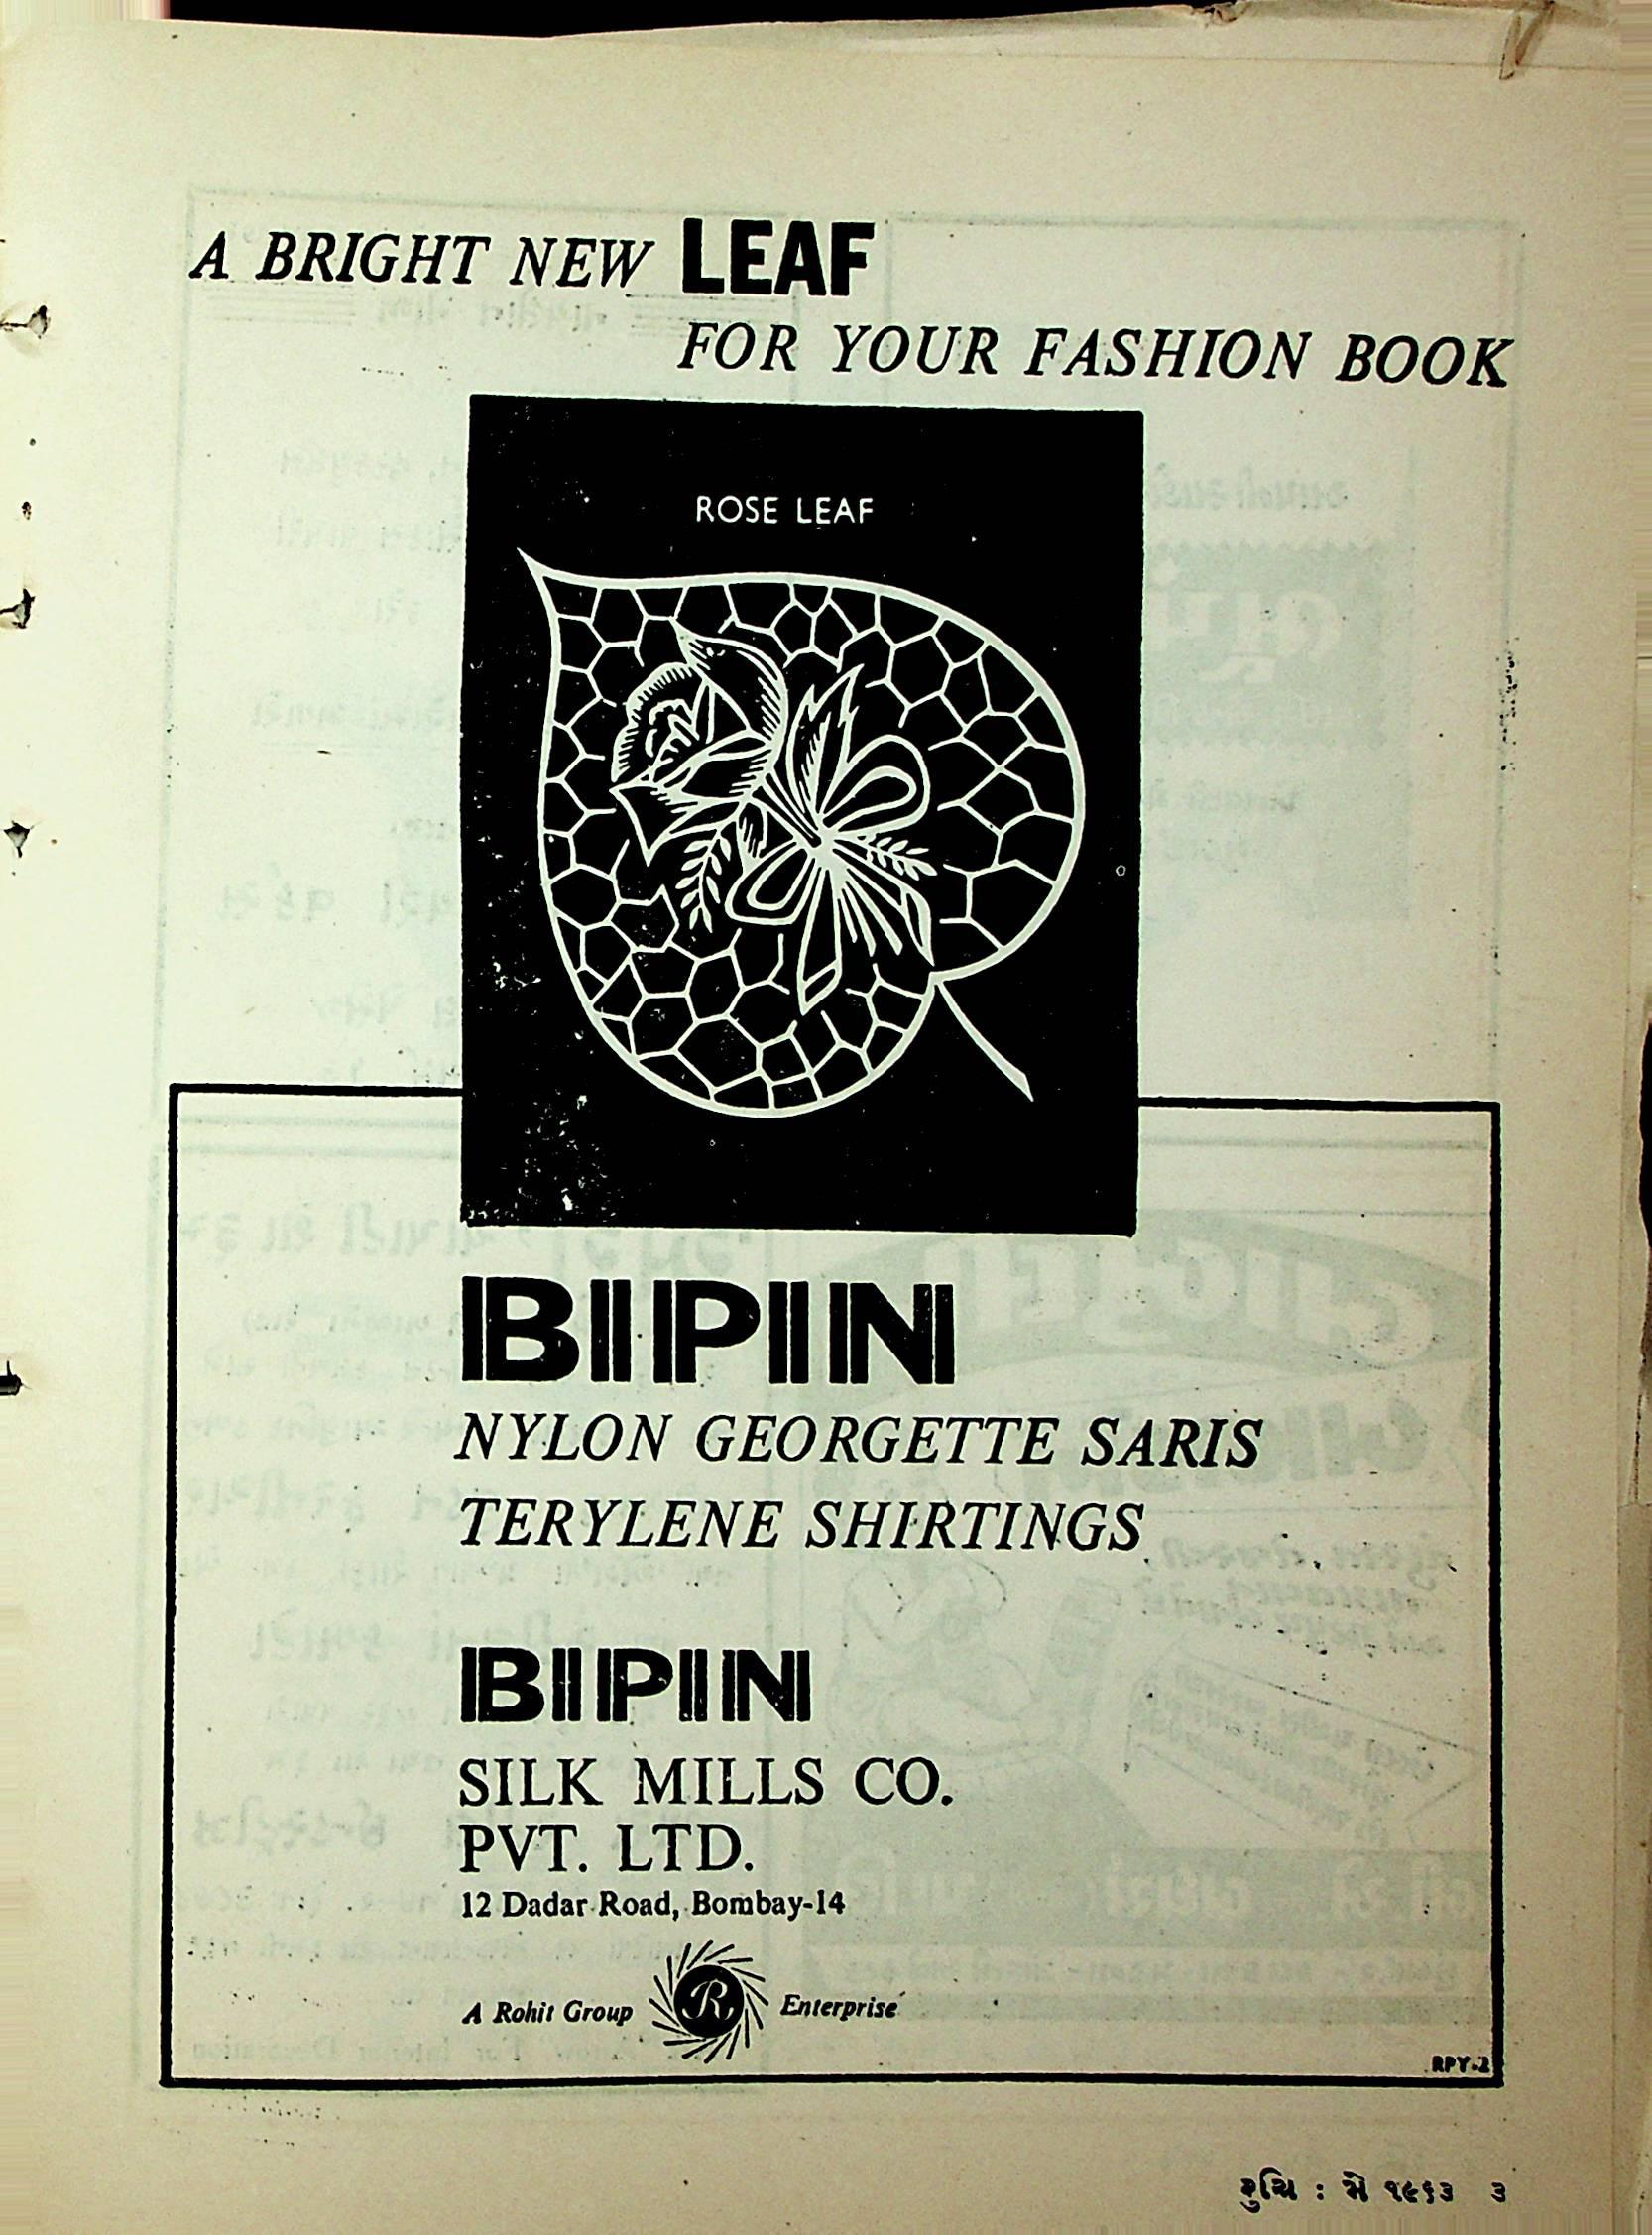 A BRIGHT NEW LEAF
FOR YOUR FASHION BOOK
ROSE LEAF
BIPIN
NYLON GEORGETTE SARIS
TERYLENE SHIRTINGS
BIPIN
SILK MILLS CO.
PVT. LTD.
12 Dadar Road, Bombay-14
A Rohit Group R Enterprise
RPY-2
રુચિ : મે ૧૯૬૩ ૩